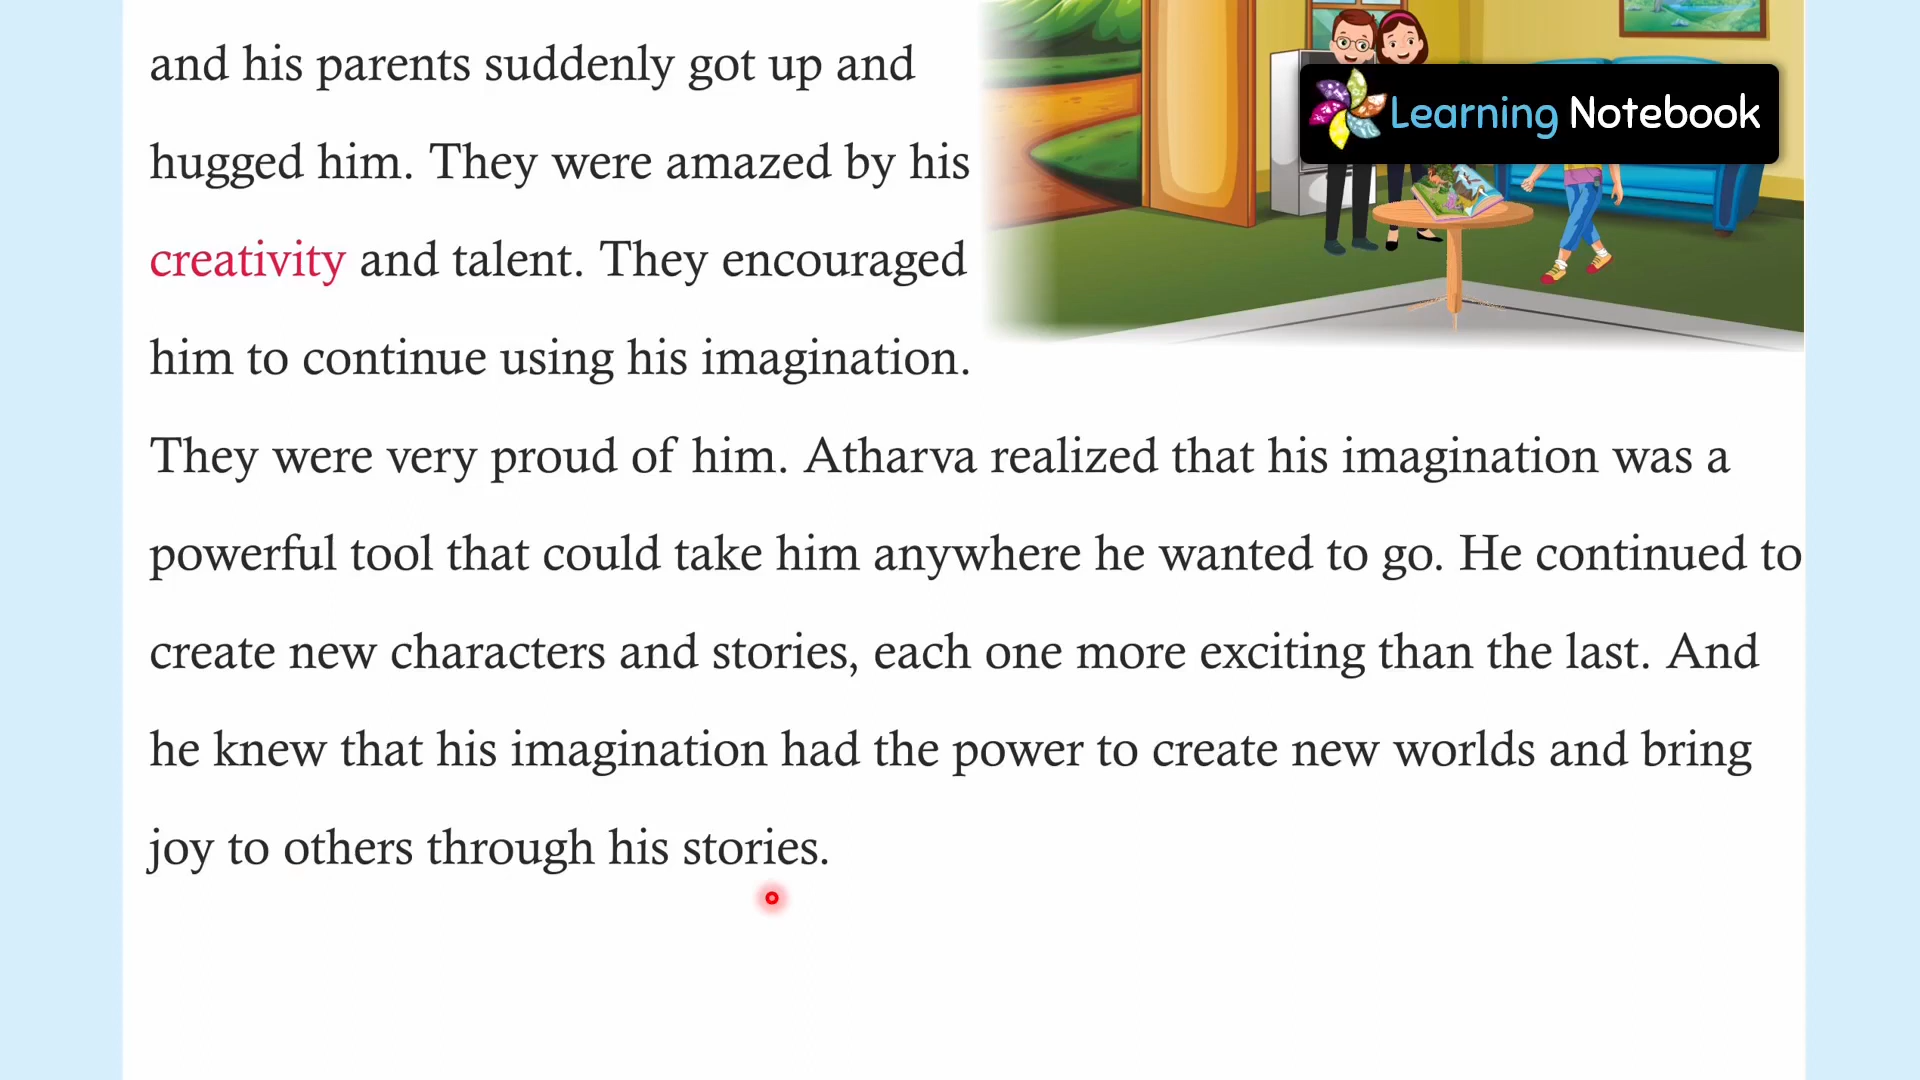 and his parents suddenly got up and
Learning Notebook
hugged him. They were amazed by his
creativity and talent. They encouraged
him to continue using his imagination.
They were very proud of him. Atharva realized that his imagination was a
powerful tool that could take him anywhere he wanted to go. He continued to
create new characters and stories, each one more exciting than the last. And
he knew that his imagination had the power to create new worlds and bring
joy to others through his stories.